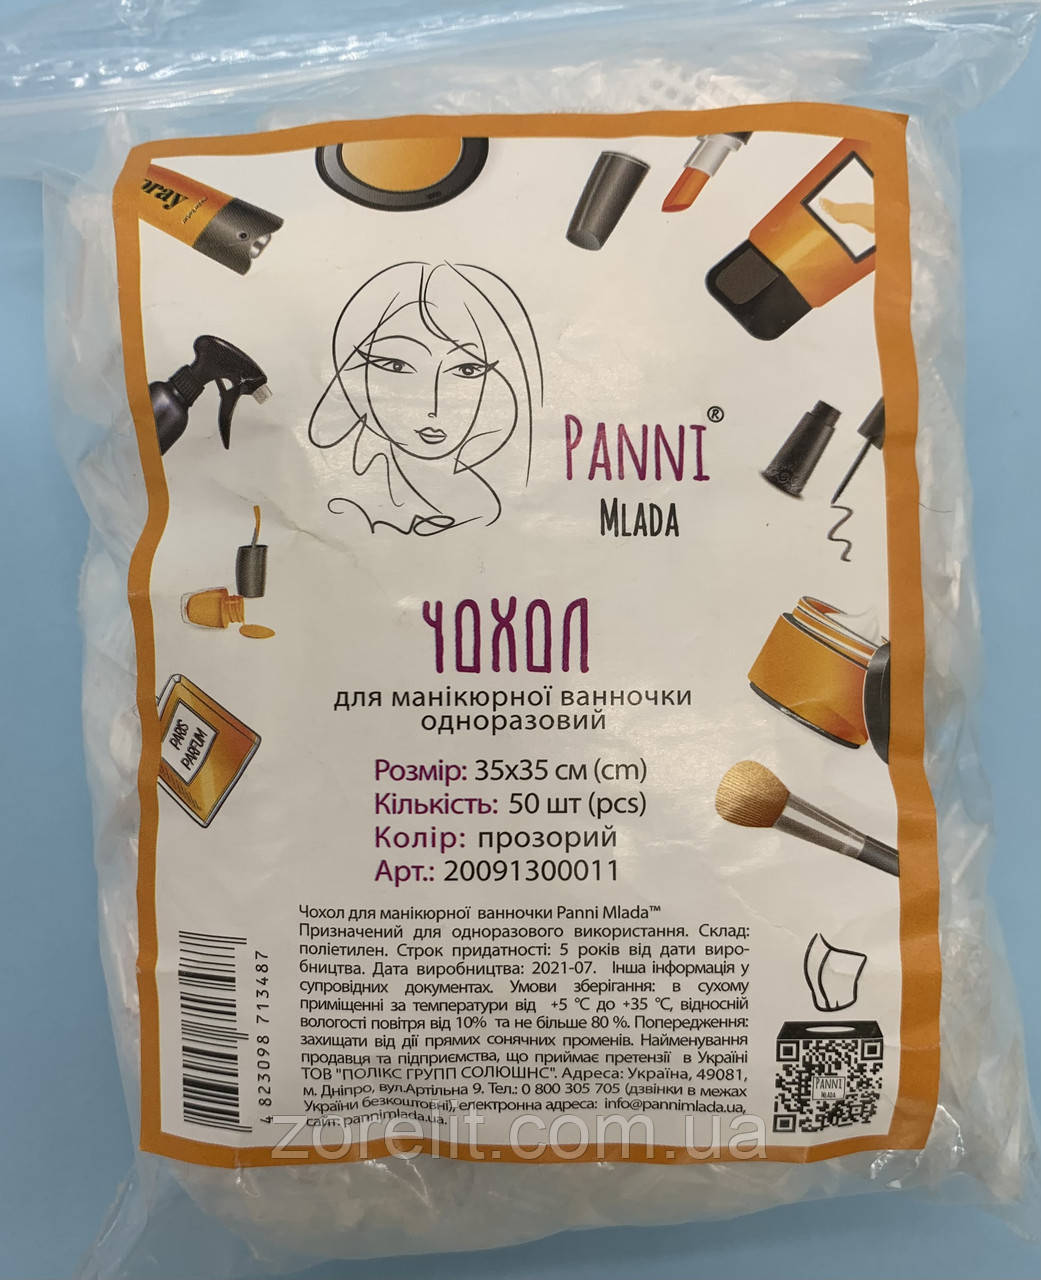 pray
PANNI®
MLADA
PARIS
PARFUM
ЧОХОЛ
для манікюрної ванночки
одноразовий
Розмір: 35х35 см (cm)
Кількість: 50 шт (pcs)
Колір: прозорий
Арт.: 20091300011
Чохол для манікюрної ванночки Panni Mlada™
Призначений для одноразового використання. Склад:
поліетилен. Строк придатності: 5 років від дати виро-
бництва. Дата виробництва: 2021-07. Інша інформація у
супровідних документах. Умови зберігання: в сухому
приміщенні за температури від +5 °C до +35 °C, відносній
вологості повітря від 10% та не більше 80 %. Попередження:
захищати від дії прямих сонячних променів. Найменування
продавця та підприємства, що приймає претензії в Україні
ТОВ "ПОЛІКС ГРУПП СОЛЮШНС". Адреса: Україна, 49081,
м. Дніпро, вул.Артільна 9. Тел.: 0 800 305 705 (дзвінки в межах
України безкоштовні), електронна адреса: info@pannimlada.ua,
сайт: pannimlada.ua.
4 823098 713487
PANNI
MLADA
zorelit.com.ua